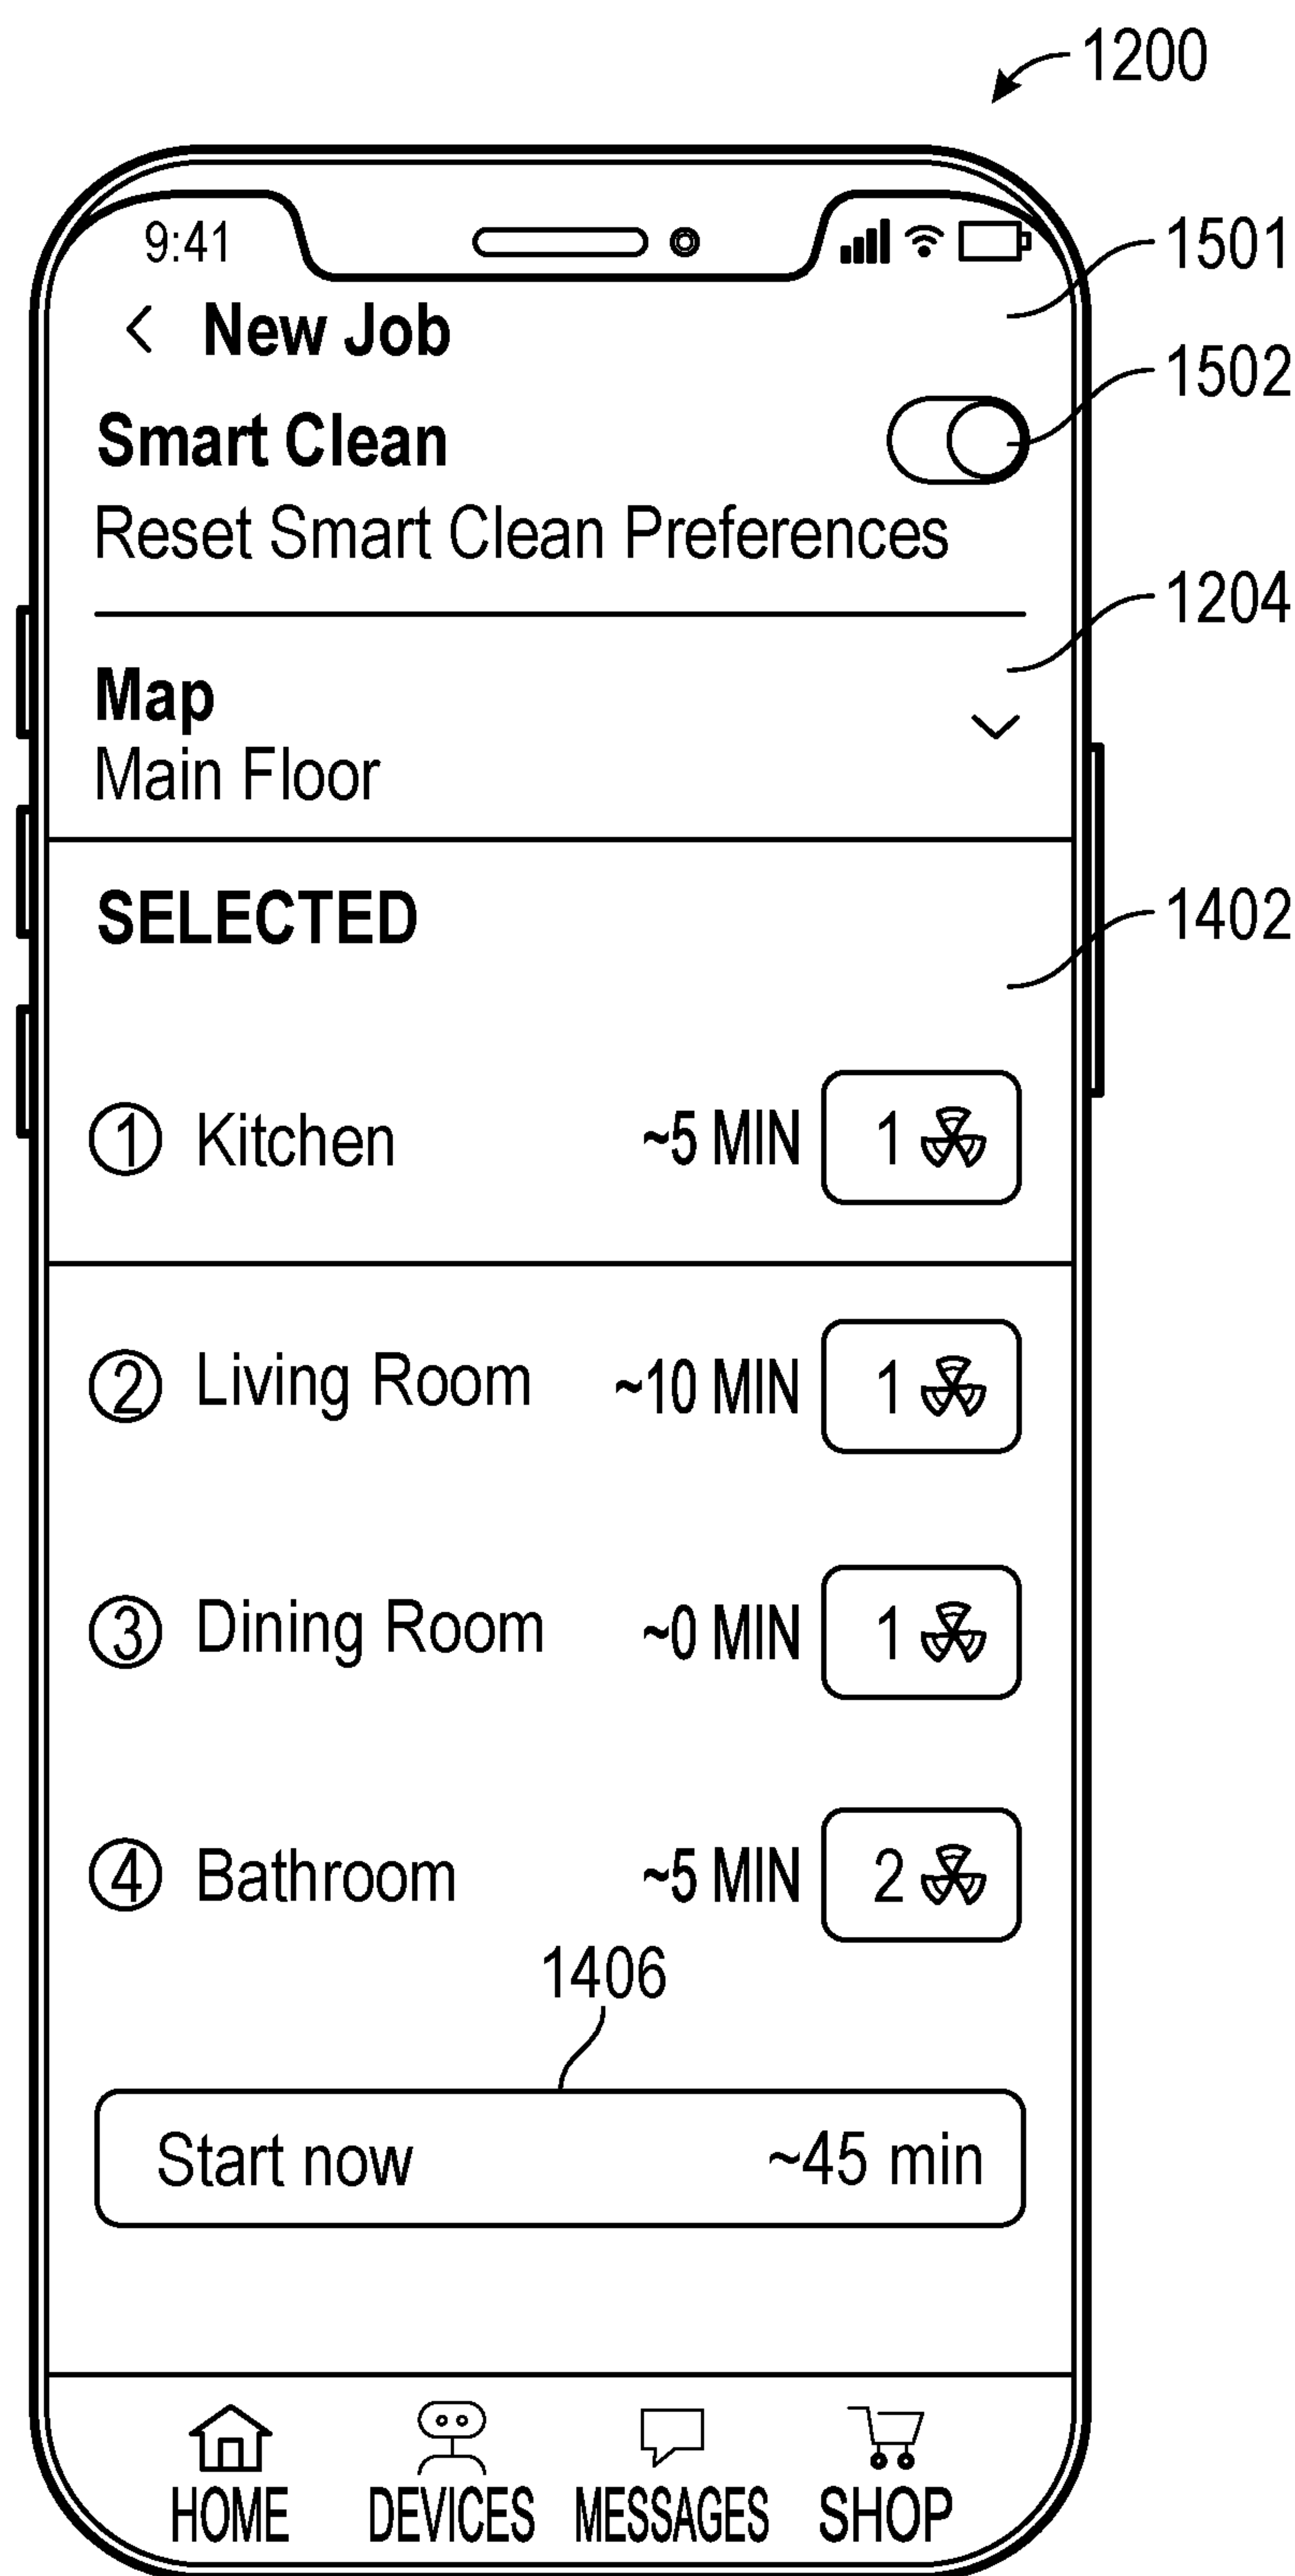 1200
9:41
1501
< New Job
1502
Smart Clean
Reset Smart Clean Preferences
1204
Map
Main Floor
SELECTED
1402
1 Kitchen ~5 MIN 1
2 Living Room ~10 MIN 1
3 Dining Room ~0 MIN 1
4 Bathroom ~5 MIN 2
1406
Start now ~45 min
HOME DEVICES MESSAGES SHOP